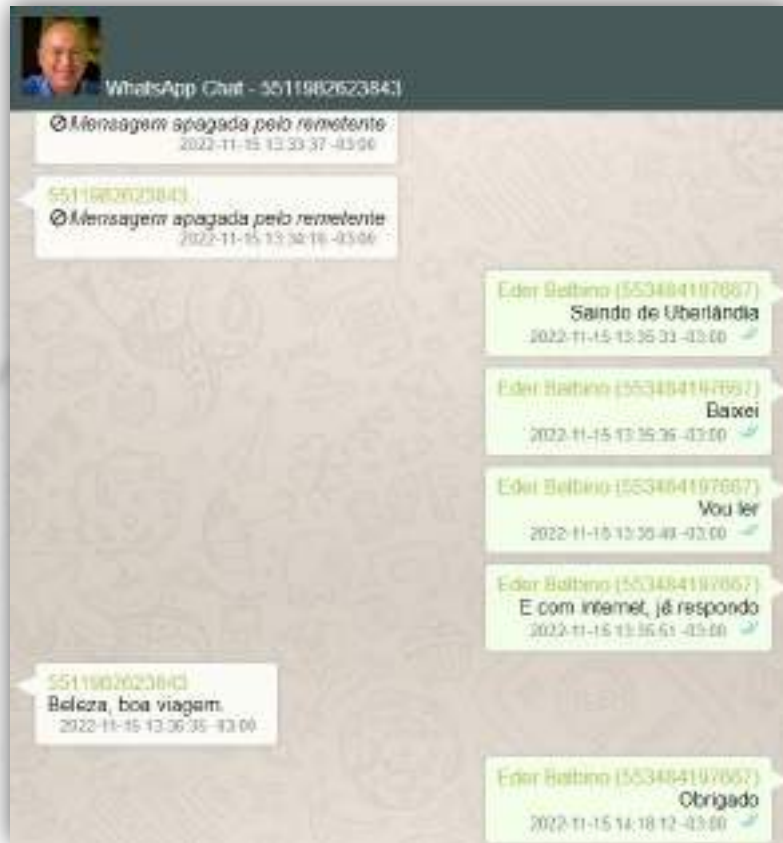 WhatsApp Chat - 5511982623843
Mensagem apagada pelo remetente
2022-11-15 13:33:37 -03:00
5511982623843
Mensagem apagada pelo remetente
2022-11-15 13:34:16 -03:00
Eder Balbino (553484197667)
Saindo de Uberlândia
2022-11-15 13:35:33 -03:00
Eder Balbino (553484197667)
Baixei
2022-11-15 13:35:36 -03:00
Eder Balbino (553484197667)
Vou ler
2022-11-15 13:35:49 -03:00
Eder Balbino (553484197667)
E com internet, já respondo
2022-11-15 13:35:51 -03:00
5511982623843
Beleza, boa viagem.
2022-11-15 13:36:35 -03:00
Eder Balbino (553484197667)
Obrigado
2022-11-15 14:18:12 -03:00